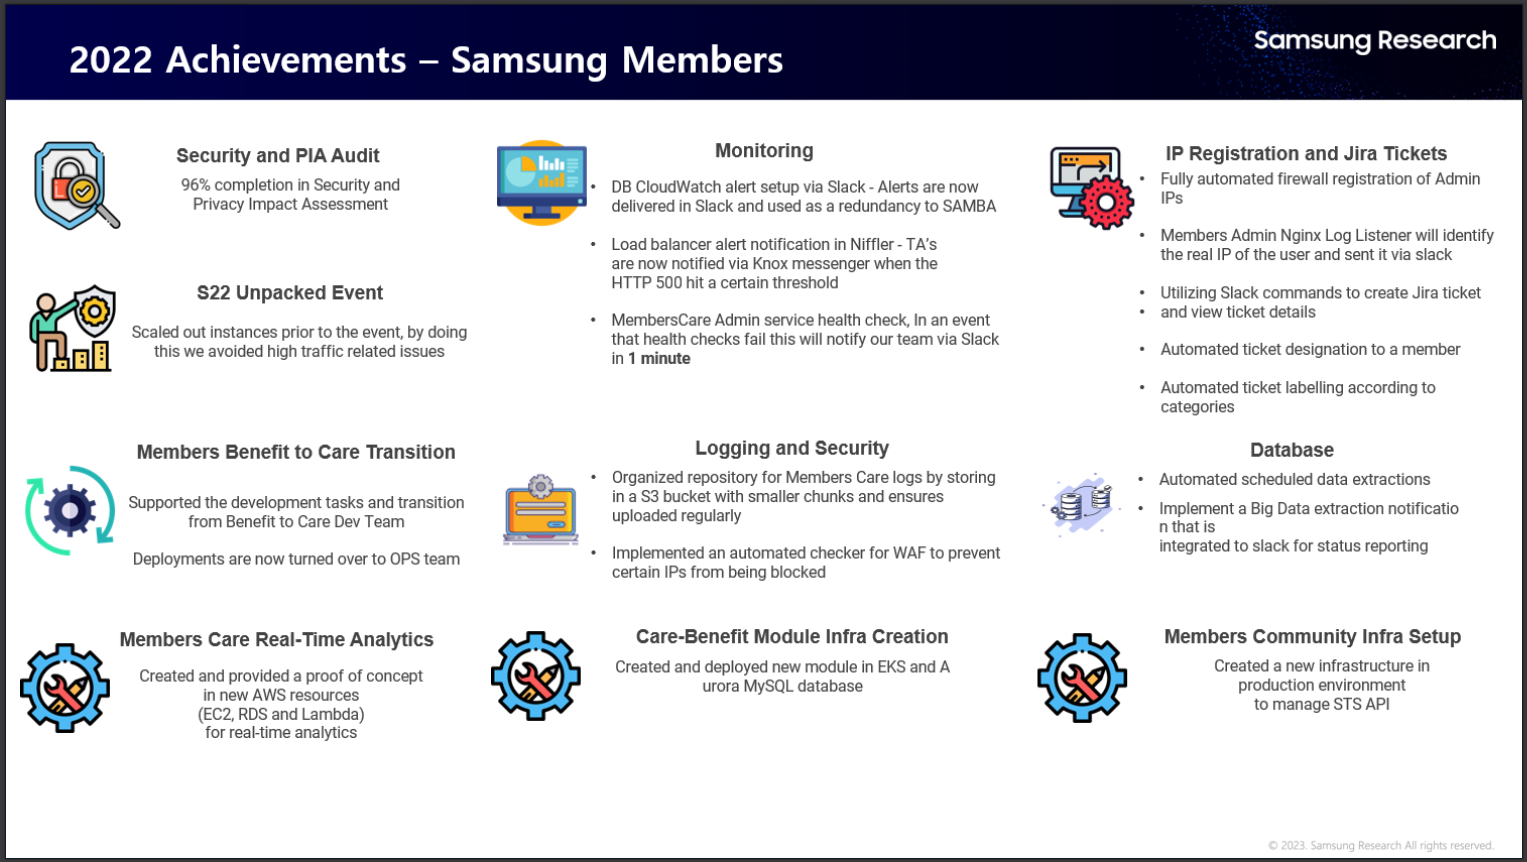 2022 Achievements – Samsung Members
Samsung Research
Security and PIA Audit
96% completion in Security and
Privacy Impact Assessment
S22 Unpacked Event
Scaled out instances prior to the event, by doing
this we avoided high traffic related issues
Members Benefit to Care Transition
Supported the development tasks and transition
from Benefit to Care Dev Team
Deployments are now turned over to OPS team
Members Care Real-Time Analytics
Created and provided a proof of concept
in new AWS resources
(EC2, RDS and Lambda)
for real-time analytics
Monitoring
• DB CloudWatch alert setup via Slack - Alerts are now
delivered in Slack and used as a redundancy to SAMBA
• Load balancer alert notification in Niffler - TA’s
are now notified via Knox messenger when the
HTTP 500 hit a certain threshold
• MembersCare Admin service health check, In an event
that health checks fail this will notify our team via Slack
in 1 minute
Logging and Security
• Organized repository for Members Care logs by storing
in a S3 bucket with smaller chunks and ensures
uploaded regularly
• Implemented an automated checker for WAF to prevent
certain IPs from being blocked
Care-Benefit Module Infra Creation
Created and deployed new module in EKS and A
urora MySQL database
IP Registration and Jira Tickets
• Fully automated firewall registration of Admin
IPs
• Members Admin Nginx Log Listener will identify
the real IP of the user and sent it via slack
• Utilizing Slack commands to create Jira ticket
• and view ticket details
• Automated ticket designation to a member
• Automated ticket labelling according to
categories
Database
• Automated scheduled data extractions
• Implement a Big Data extraction notificatio
n that is
integrated to slack for status reporting
Members Community Infra Setup
Created a new infrastructure in
production environment
to manage STS API
© 2023. Samsung Research All rights reserved.